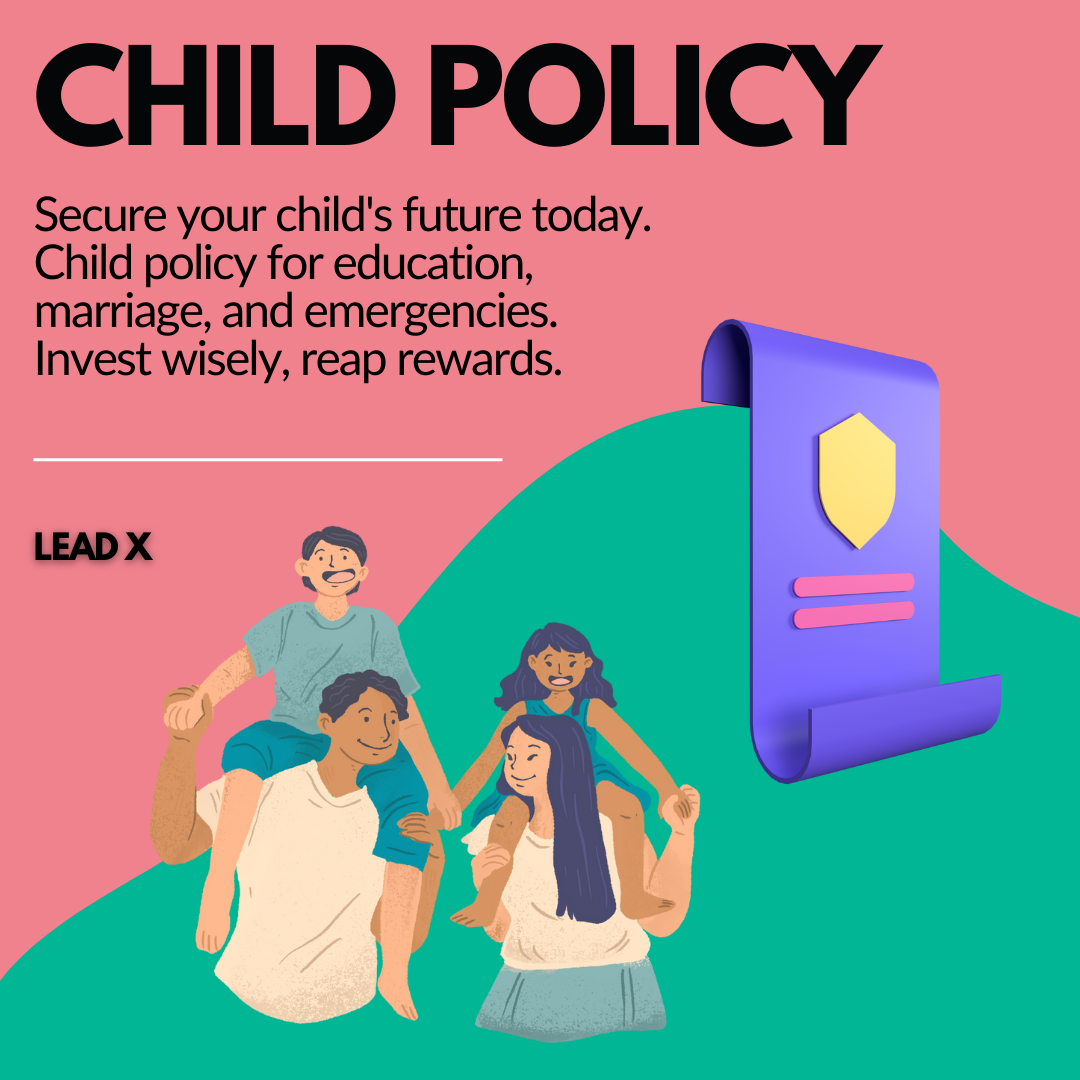 CHILD POLICY
Secure your child's future today.
Child policy for education,
marriage, and emergencies.
Invest wisely, reap rewards.
LEAD X